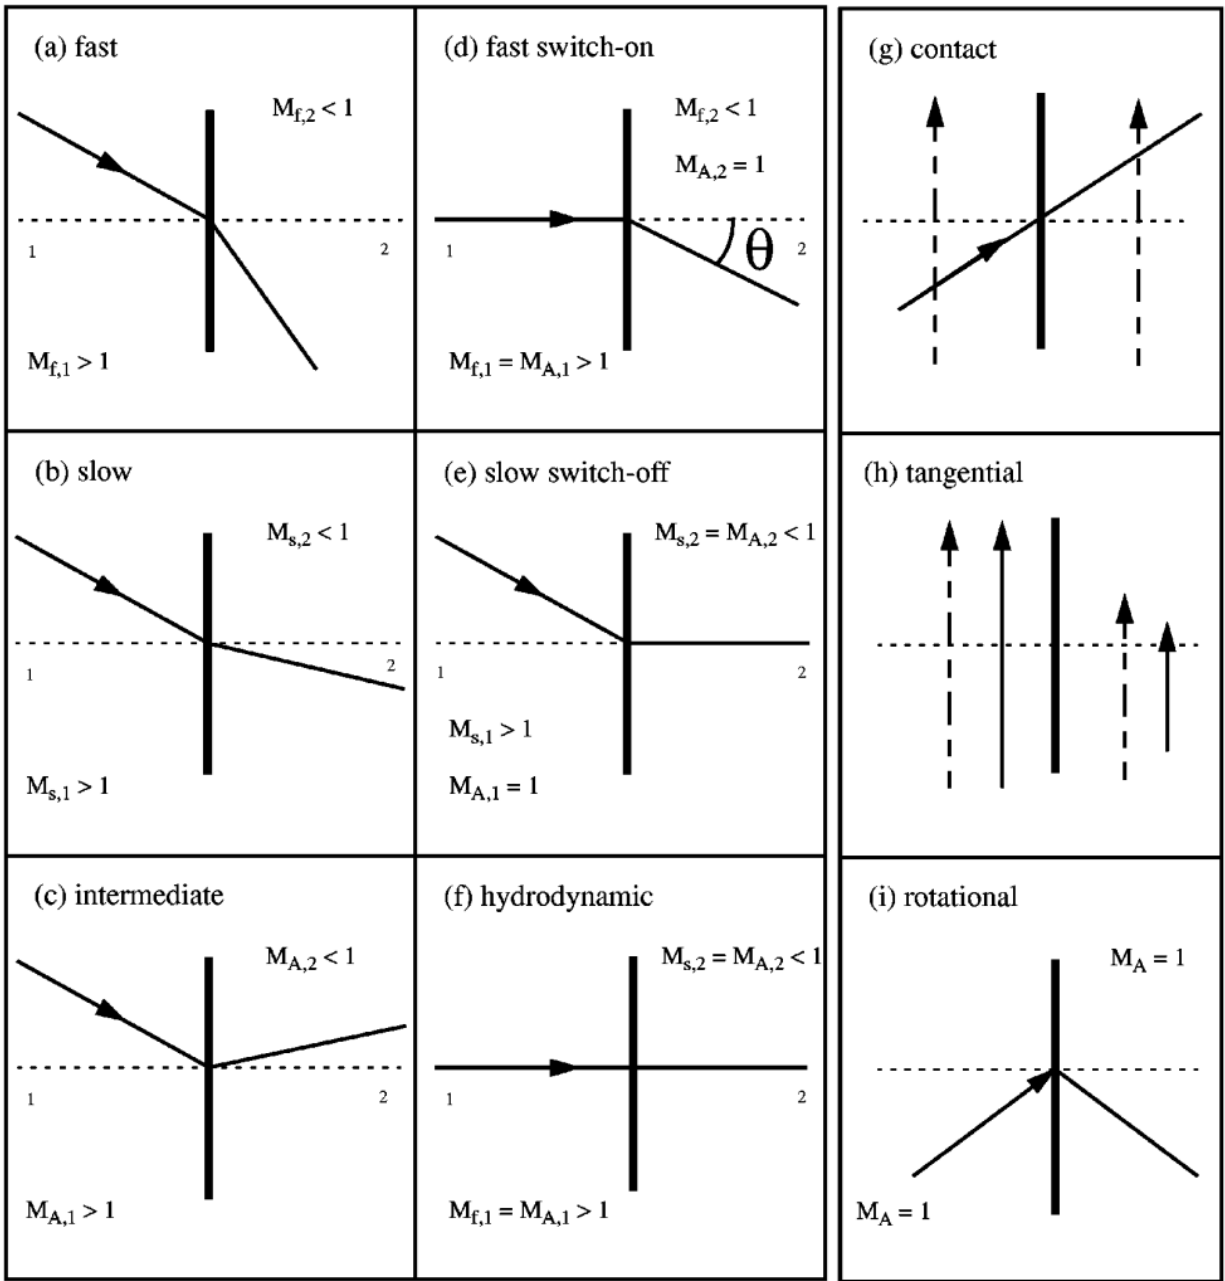 (a) fast
M_f,2 < 1
1
2
M_f,1 > 1
(d) fast switch-on
M_f,2 < 1
M_A,2 = 1
1
θ
2
M_f,1 = M_A,1 > 1
(g) contact
(b) slow
M_s,2 < 1
1
2
M_s,1 > 1
(e) slow switch-off
M_s,2 = M_A,2 < 1
1
2
M_s,1 > 1
M_A,1 = 1
(h) tangential
(c) intermediate
M_A,2 < 1
1
2
M_A,1 > 1
(f) hydrodynamic
M_s,2 = M_A,2 < 1
1
2
M_f,1 = M_A,1 > 1
(i) rotational
M_A = 1
M_A = 1